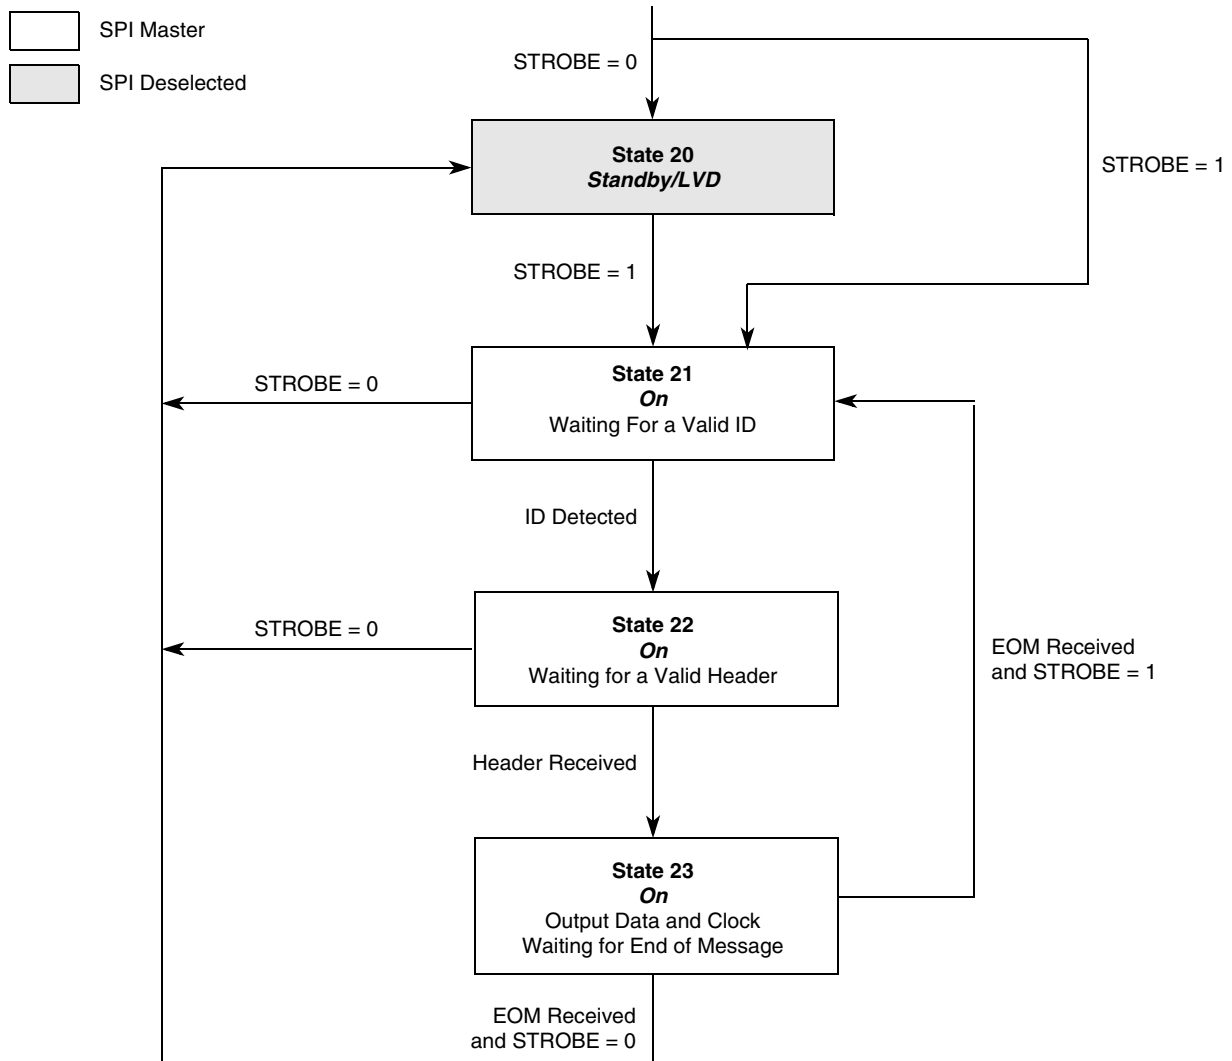 SPI Master
SPI Deselected
STROBE = 0
State 20
Standby/LVD
STROBE = 1
STROBE = 1
State 21
On
Waiting For a Valid ID
STROBE = 0
ID Detected
State 22
On
Waiting for a Valid Header
STROBE = 0
EOM Received
and STROBE = 1
Header Received
State 23
On
Output Data and Clock
Waiting for End of Message
EOM Received
and STROBE = 0